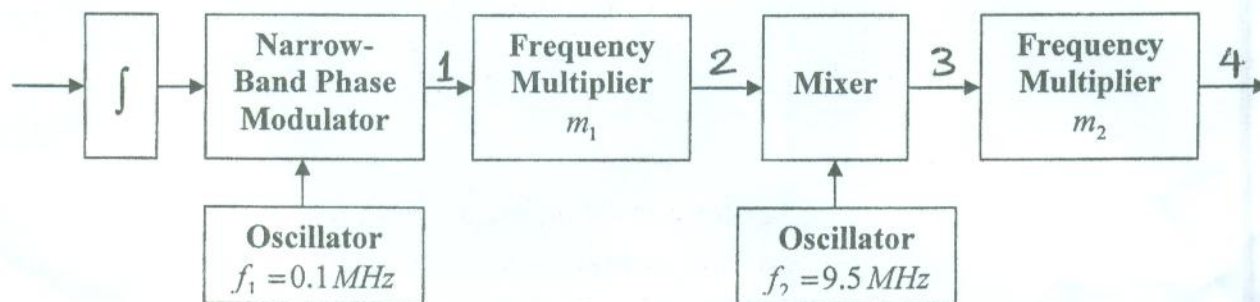 ∫
Narrow-
Band Phase
Modulator
1
Frequency
Multiplier
m₁
2
Mixer
3
Frequency
Multiplier
m₂
4
Oscillator
f₁ = 0.1 MHz
Oscillator
f₂ = 9.5 MHz